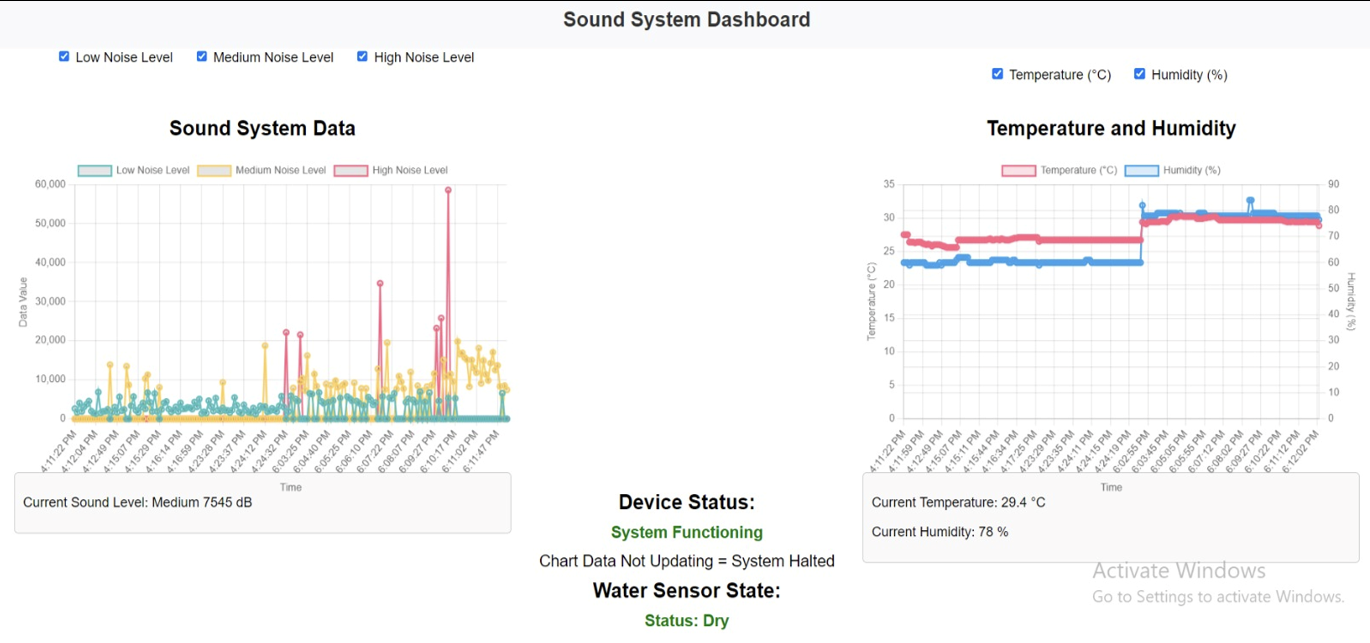 Sound System Dashboard
Low Noise Level Medium Noise Level High Noise Level
Temperature (°C) Humidity (%)
Sound System Data
Temperature and Humidity
Low Noise Level Medium Noise Level High Noise Level
Temperature (°C) Humidity (%)
60,000
50,000
40,000
30,000
20,000
10,000
0
Data Value
4:11:22 PM
4:12:04 PM
4:12:49 PM
4:15:07 PM
4:15:29 PM
4:16:14 PM
4:16:59 PM
4:23:28 PM
4:23:37 PM
4:24:12 PM
4:24:32 PM
6:03:25 PM
6:04:40 PM
6:05:25 PM
6:06:10 PM
6:07:22 PM
6:08:07 PM
6:09:27 PM
6:10:17 PM
6:11:02 PM
6:11:47 PM
Time
35
30
25
20
15
10
5
0
Temperature (°C)
90
80
70
60
50
40
30
20
10
0
Humidity (%)
4:11:22 PM
4:11:59 PM
4:12:49 PM
4:15:07 PM
4:15:11 PM
4:15:44 PM
4:16:34 PM
4:17:25 PM
4:23:29 PM
4:23:35 PM
4:24:11 PM
4:24:15 PM
4:24:19 PM
6:02:55 PM
6:03:45 PM
6:05:05 PM
6:05:55 PM
6:07:12 PM
6:08:02 PM
6:09:27 PM
6:10:22 PM
6:11:12 PM
6:12:02 PM
Time
Current Sound Level: Medium 7545 dB
Current Temperature: 29.4 °C
Current Humidity: 78 %
Device Status:
System Functioning
Chart Data Not Updating = System Halted
Water Sensor State:
Status: Dry
Activate Windows
Go to Settings to activate Windows.